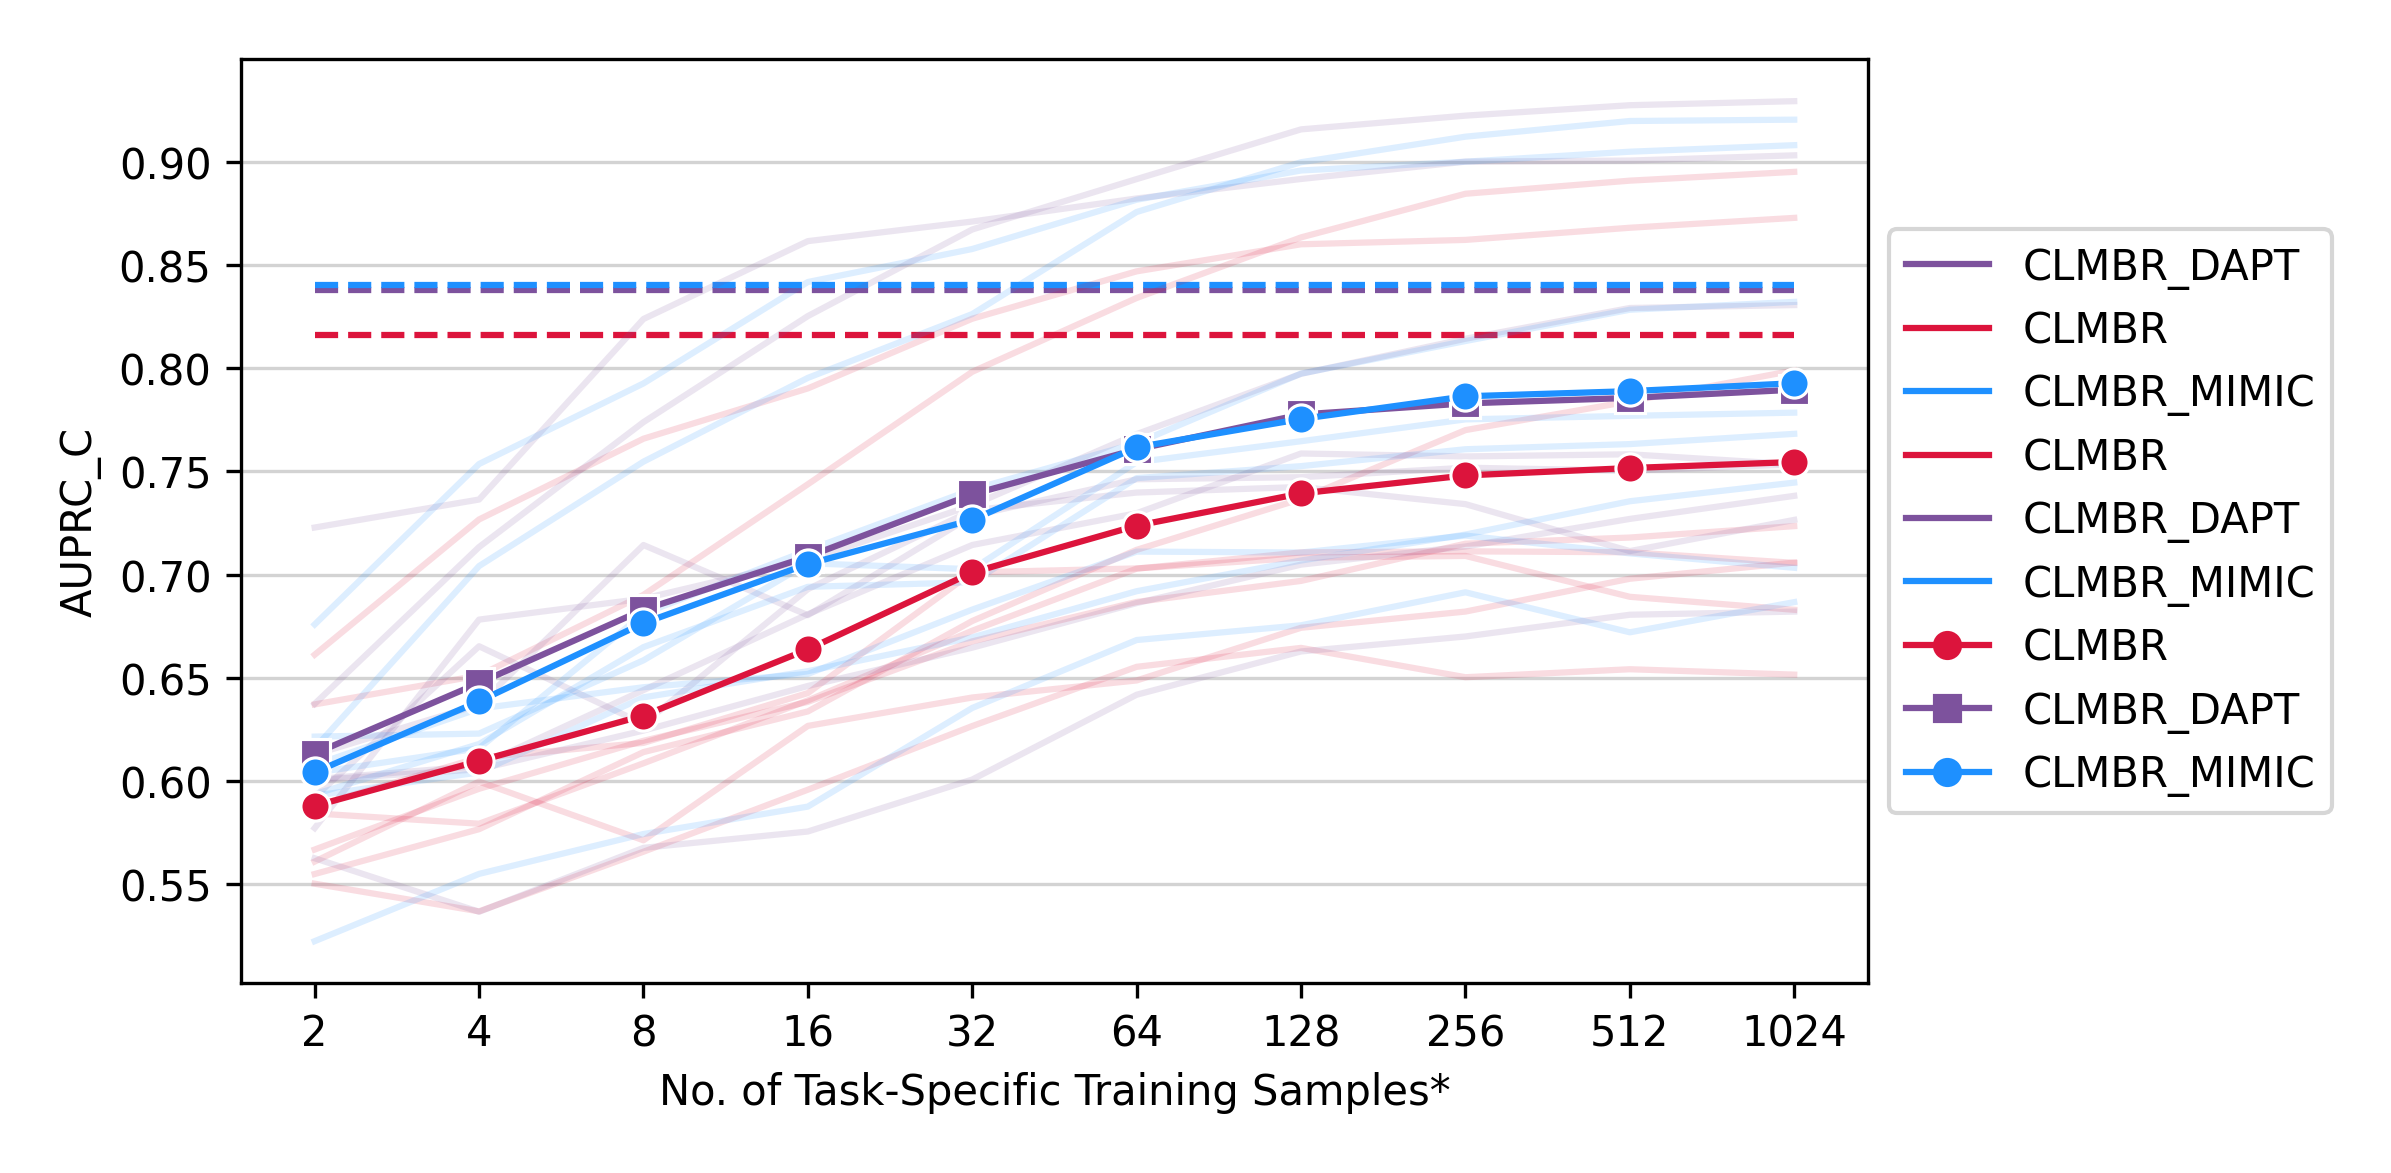 AUPRC_C
0.90
0.85
0.80
0.75
0.70
0.65
0.60
0.55
2 4 8 16 32 64 128 256 512 1024
No. of Task-Specific Training Samples*
CLMBR_DAPT
CLMBR
CLMBR_MIMIC
CLMBR
CLMBR_DAPT
CLMBR_MIMIC
CLMBR
CLMBR_DAPT
CLMBR_MIMIC